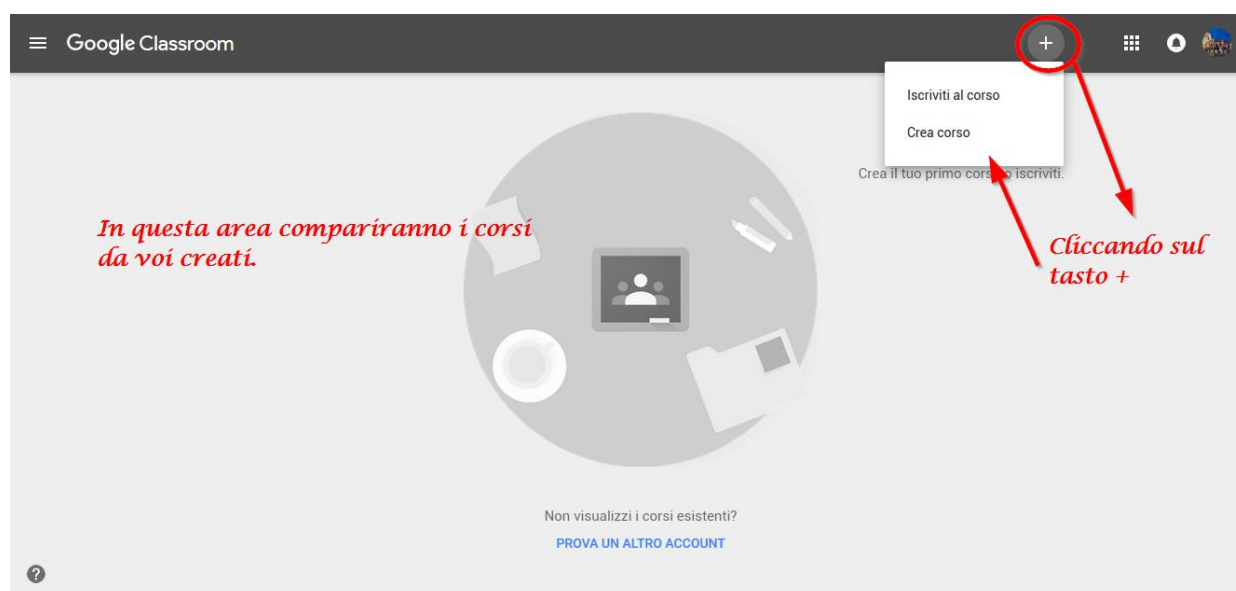 Google Classroom
Iscriviti al corso
Crea corso
Crea il tuo primo corso o iscriviti.
In questa area compariranno i corsi
da voi creati.
Cliccando sul
tasto +
Non visualizzi i corsi esistenti?
PROVA UN ALTRO ACCOUNT